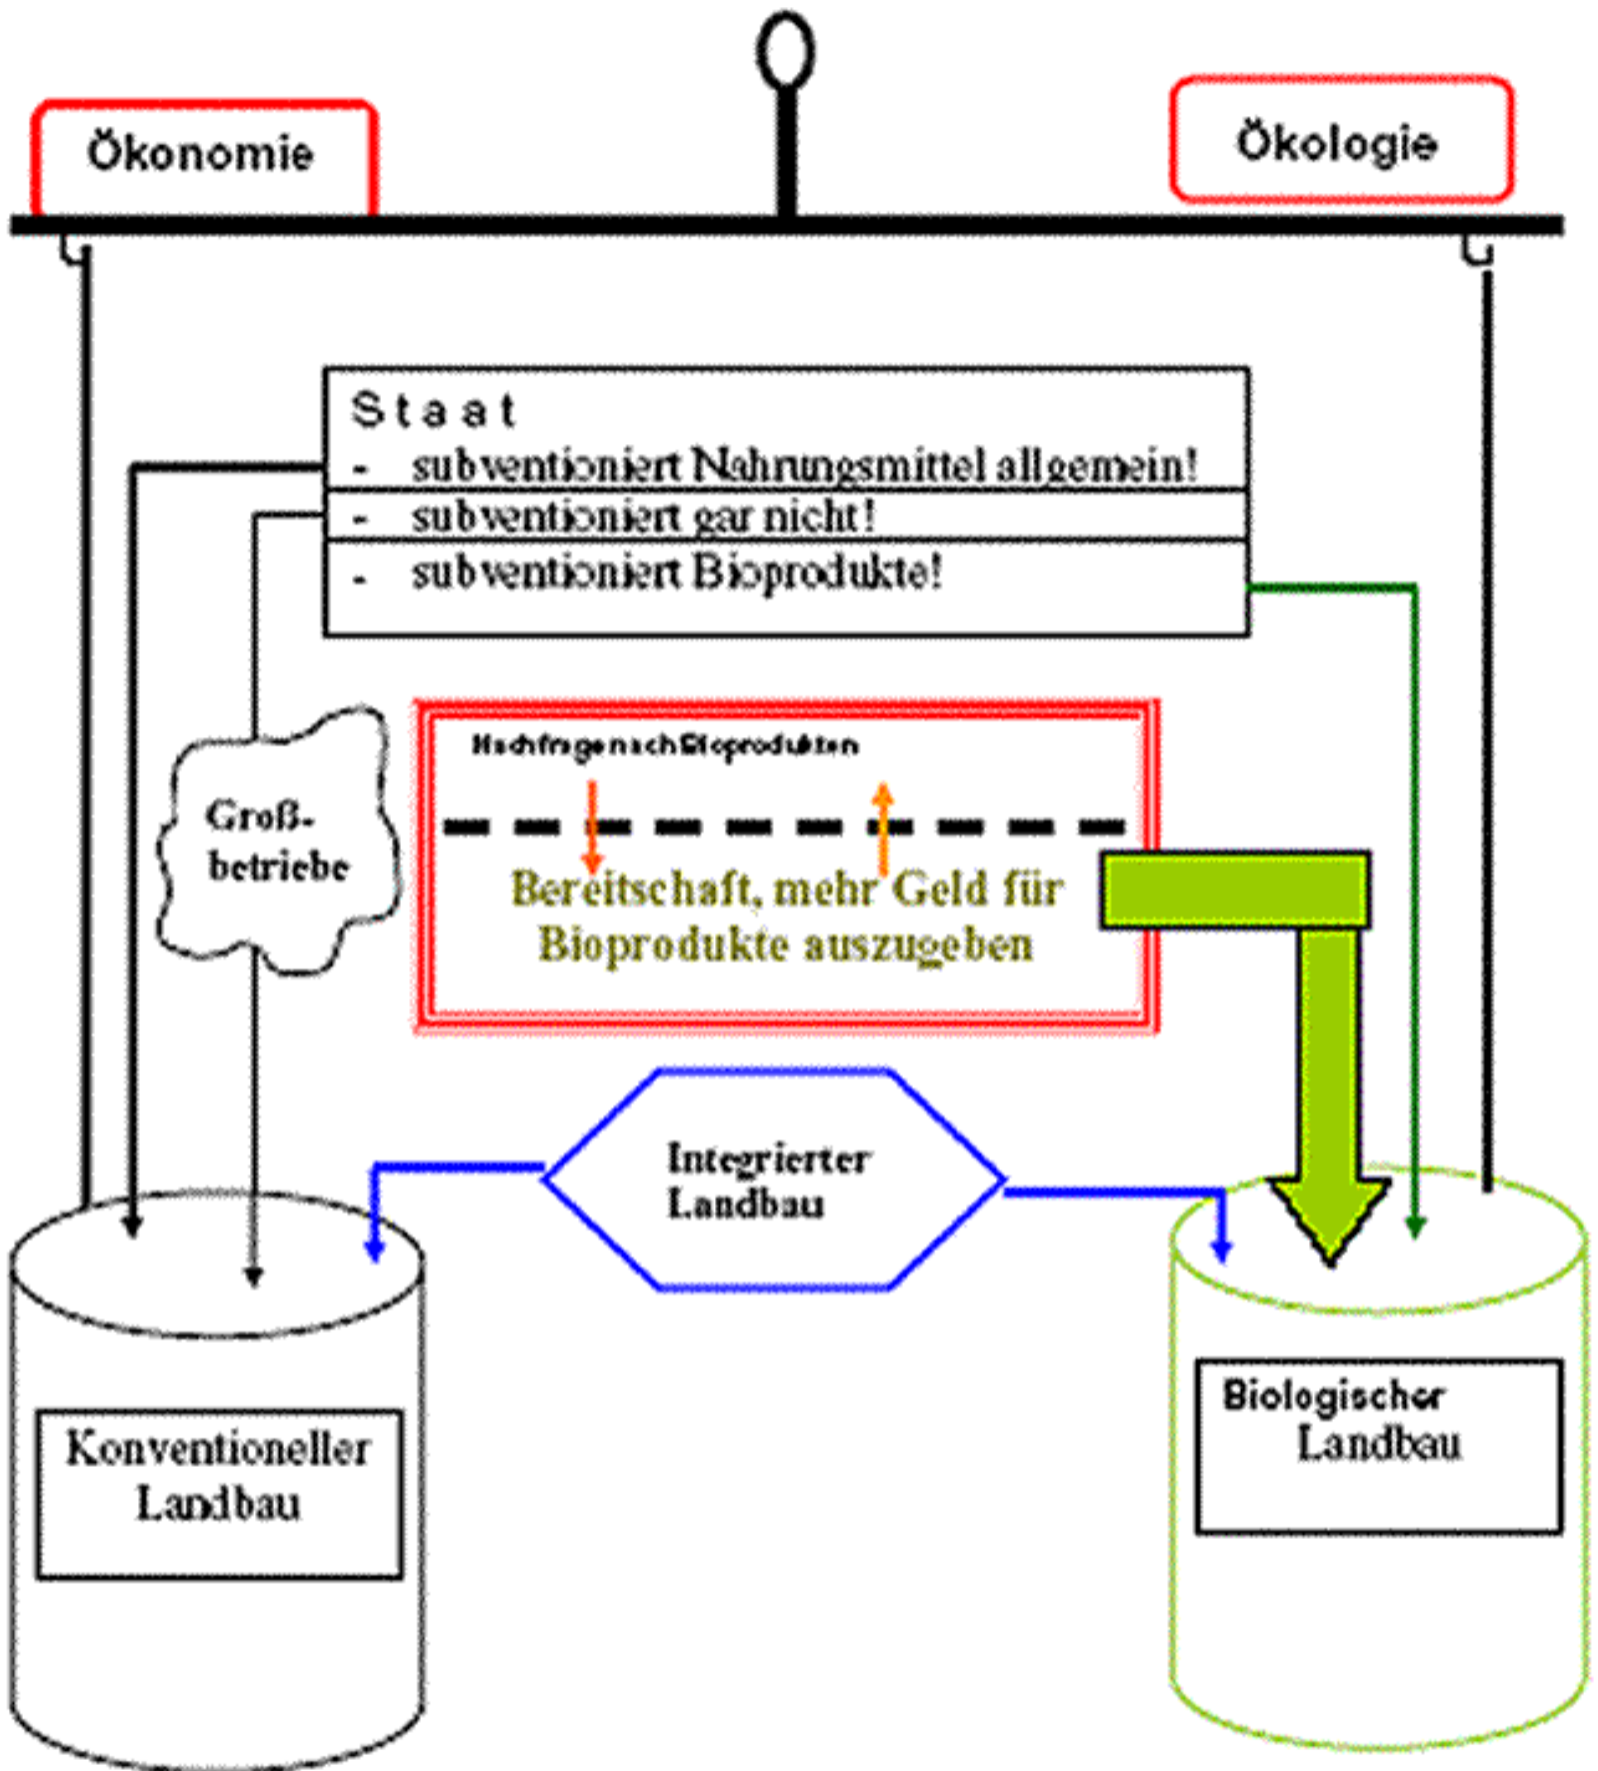 Ökonomie
Ökologie
Staat
- subventioniert Nahrungsmittel allgemein!
- subventioniert gar nicht!
- subventioniert Bioprodukte!
Nachfrage nach Bioprodukten
Groß-
betriebe
Bereitschaft, mehr Geld für
Bioprodukte auszugeben
Integrierter
Landbau
Konventioneller
Landbau
Biologischer
Landbau